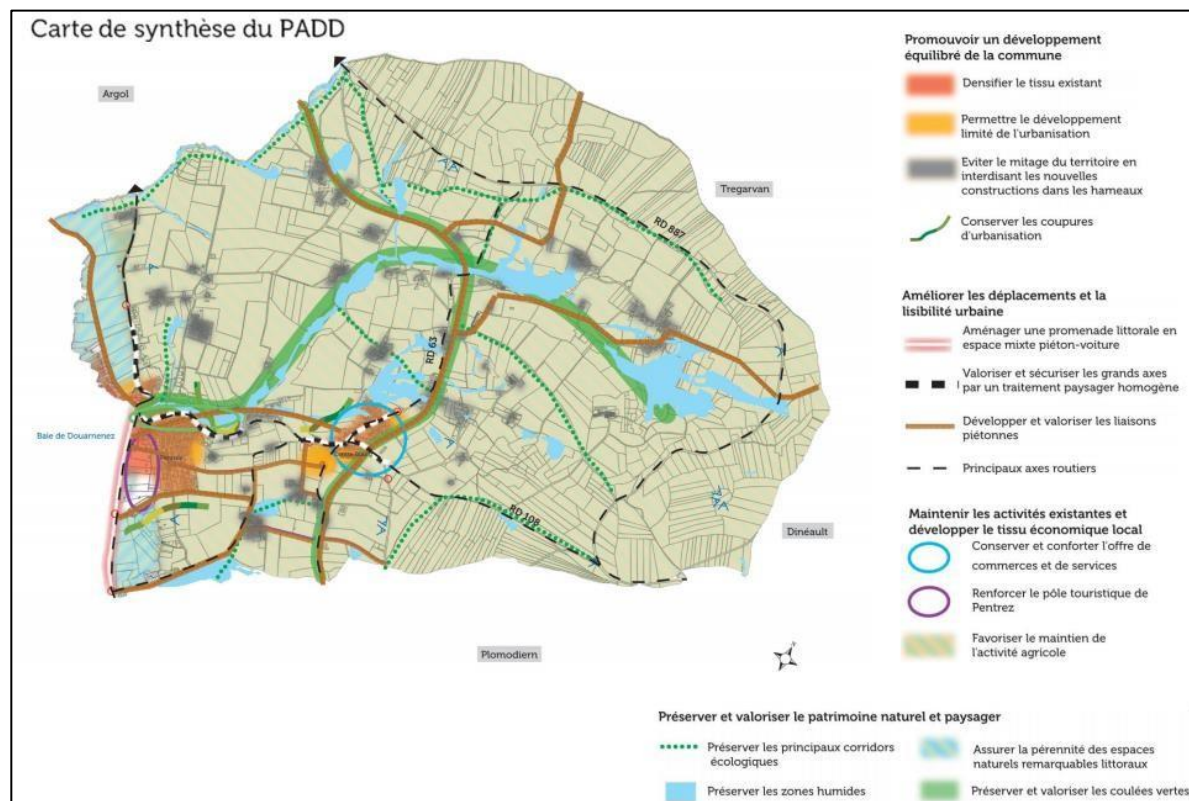 Carte de synthèse du PADD
Argol
Tregarvan
RD 887
RD 63
Baie de Douarnenez
RD 108
Dinéault
Plomodiern
Promouvoir un développement
équilibré de la commune
Densifier le tissu existant
Permettre le développement
limité de l'urbanisation
Eviter le mitage du territoire en
interdisant les nouvelles
constructions dans les hameaux
Conserver les coupures
d'urbanisation
Améliorer les déplacements et la
lisibilité urbaine
Aménager une promenade littorale en
espace mixte piéton-voiture
Valoriser et sécuriser les grands axes
par un traitement paysager homogène
Développer et valoriser les liaisons
piétonnes
Principaux axes routiers
Maintenir les activités existantes et
développer le tissu économique local
Conserver et conforter l'offre de
commerces et de services
Renforcer le pôle touristique de
Pentrez
Favoriser le maintien de
l'activité agricole
Préserver et valoriser le patrimoine naturel et paysager
Préserver les principaux corridors
écologiques
Préserver les zones humides
Assurer la pérennité des espaces
naturels remarquables littoraux
Préserver et valoriser les coulées vertes